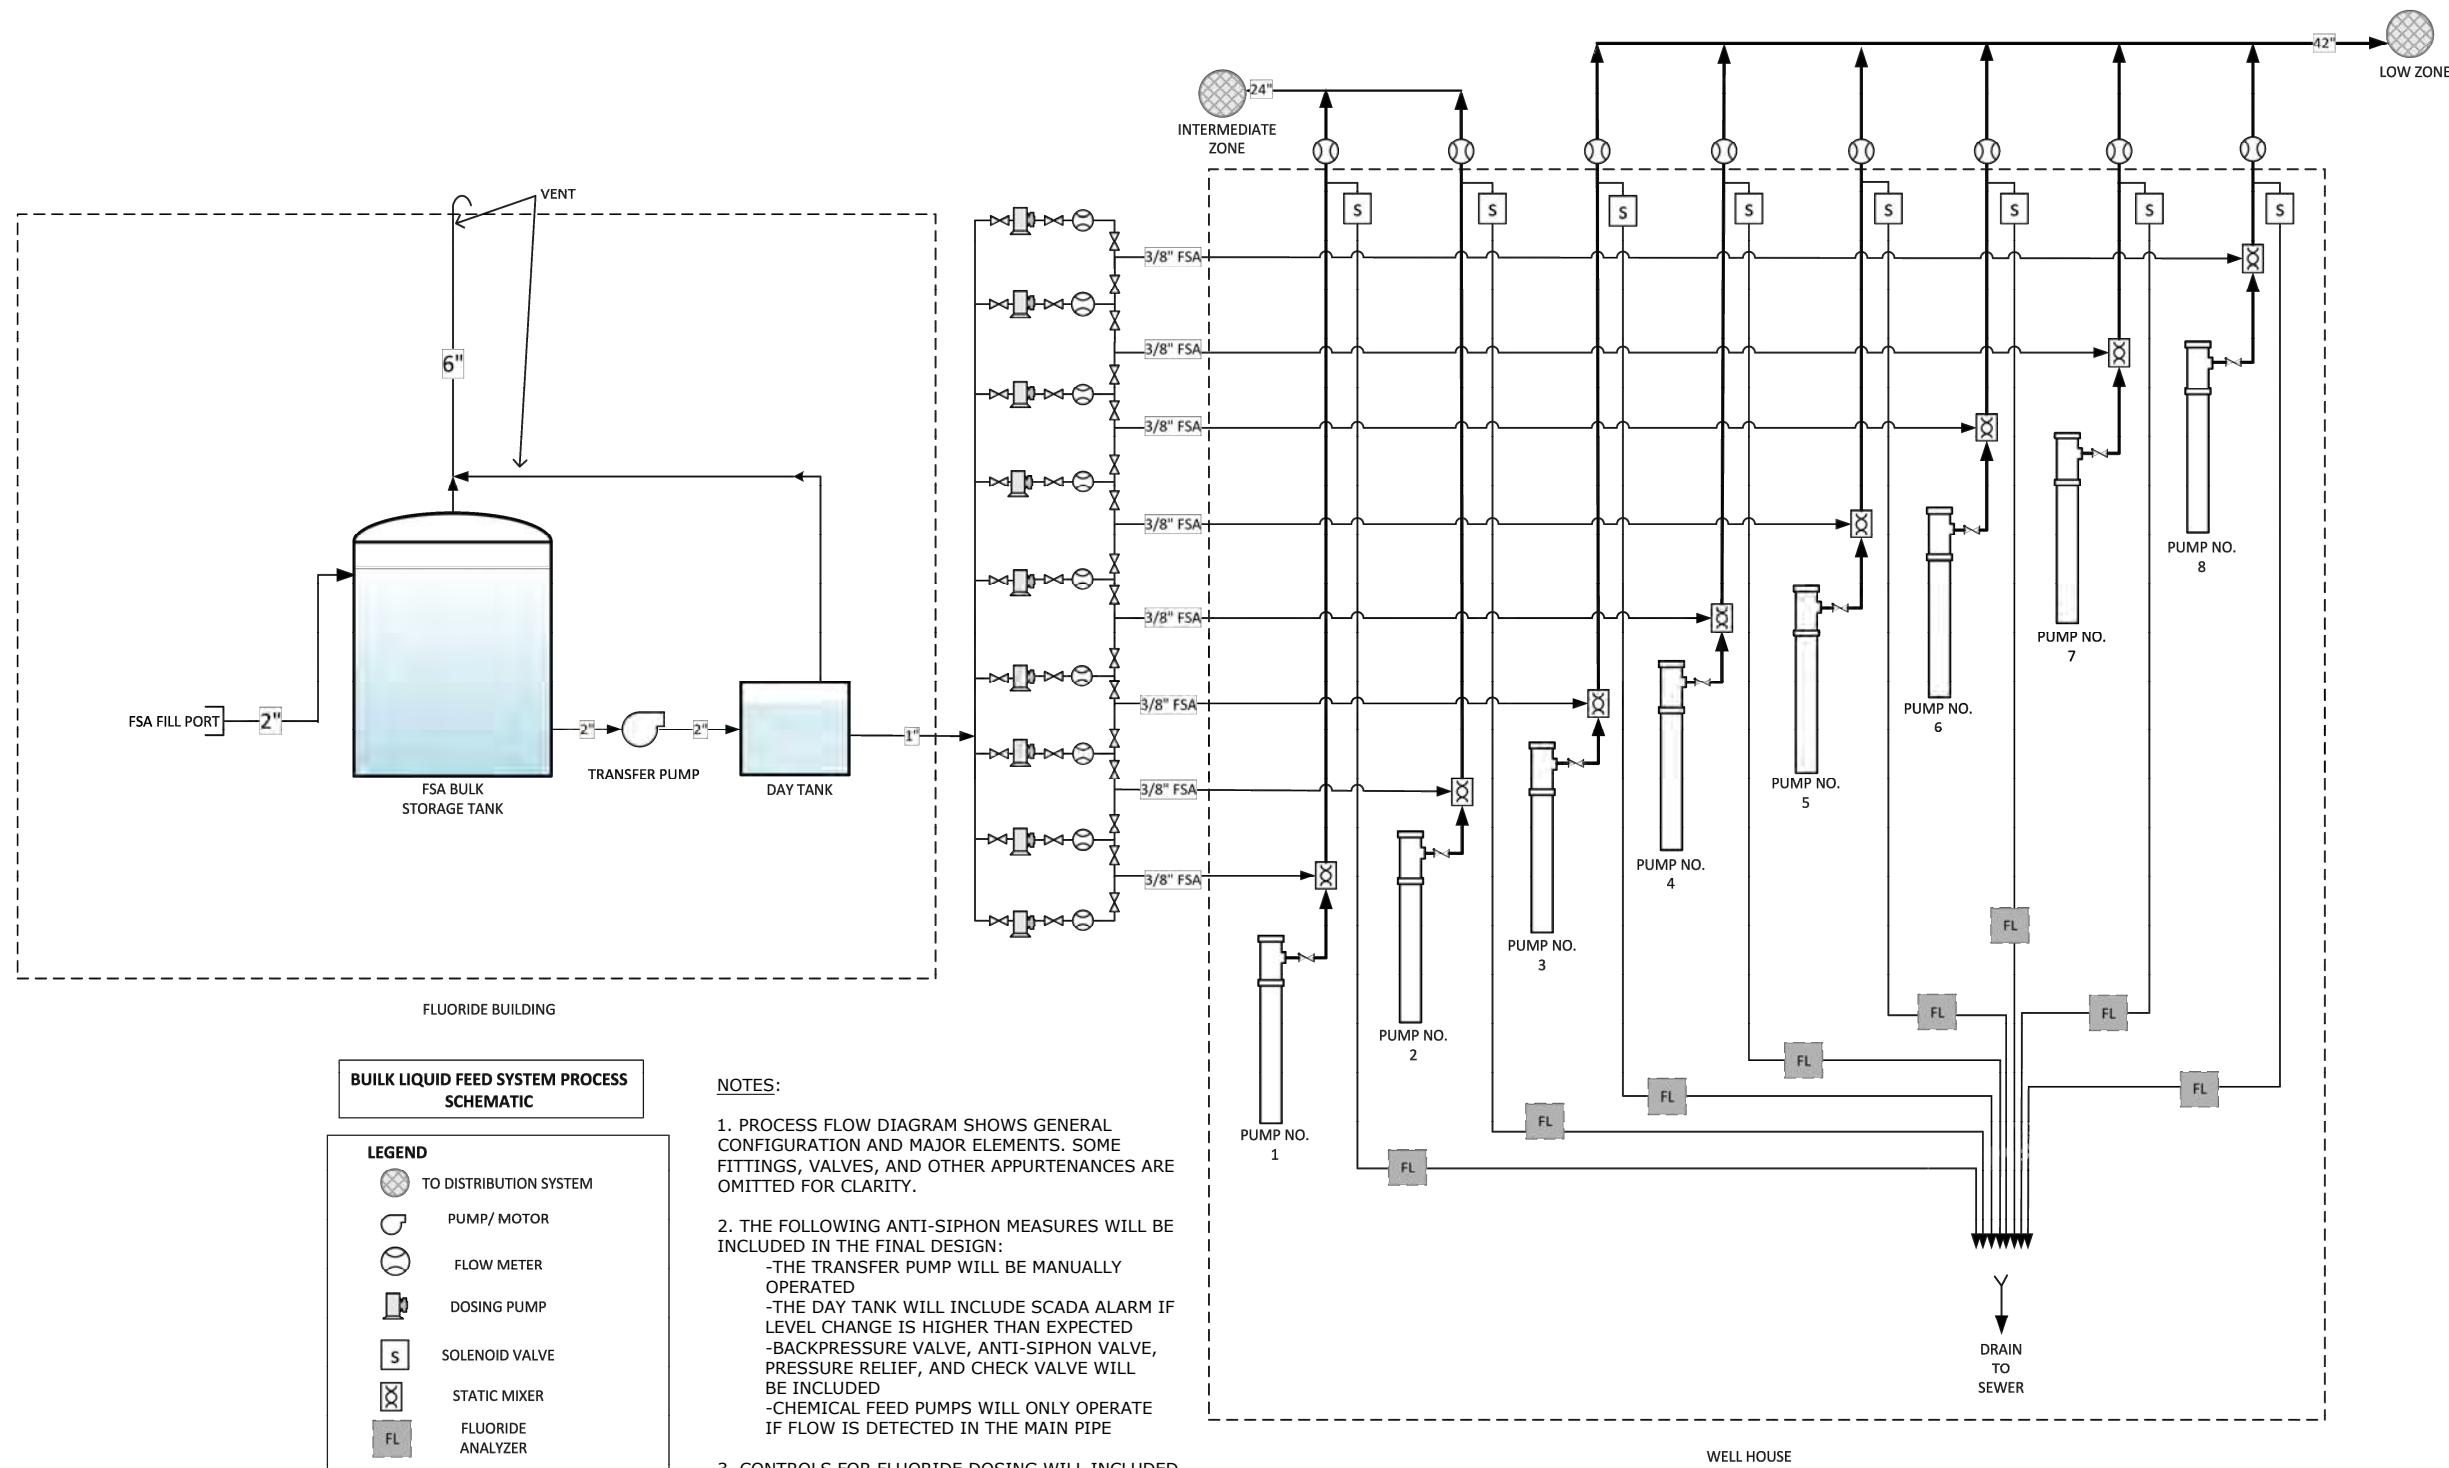 42"
LOW ZONE
24"
INTERMEDIATE
ZONE
VENT
S S S S S S S S
3/8" FSA
3/8" FSA
6"
3/8" FSA
3/8" FSA
PUMP NO.
8
3/8" FSA
PUMP NO.
7
3/8" FSA
PUMP NO.
6
FSA FILL PORT
2"
2"
2"
1"
TRANSFER PUMP
FSA BULK
STORAGE TANK
DAY TANK
3/8" FSA
PUMP NO.
5
PUMP NO.
4
3/8" FSA
PUMP NO.
3
FL
PUMP NO.
2
FL
FL
FL
FL
FL
FL
PUMP NO.
1
FL
DRAIN
TO
SEWER
WELL HOUSE
FLUORIDE BUILDING
BUILK LIQUID FEED SYSTEM PROCESS
SCHEMATIC
LEGEND
TO DISTRIBUTION SYSTEM
PUMP/ MOTOR
FLOW METER
DOSING PUMP
S
SOLENOID VALVE
STATIC MIXER
FL
FLUORIDE
ANALYZER
NOTES:
1. PROCESS FLOW DIAGRAM SHOWS GENERAL
CONFIGURATION AND MAJOR ELEMENTS. SOME
FITTINGS, VALVES, AND OTHER APPURTENANCES ARE
OMITTED FOR CLARITY.
2. THE FOLLOWING ANTI-SIPHON MEASURES WILL BE
INCLUDED IN THE FINAL DESIGN:
-THE TRANSFER PUMP WILL BE MANUALLY
OPERATED
-THE DAY TANK WILL INCLUDE SCADA ALARM IF
LEVEL CHANGE IS HIGHER THAN EXPECTED
-BACKPRESSURE VALVE, ANTI-SIPHON VALVE,
PRESSURE RELIEF, AND CHECK VALVE WILL
BE INCLUDED
-CHEMICAL FEED PUMPS WILL ONLY OPERATE
IF FLOW IS DETECTED IN THE MAIN PIPE
3. CONTROLS FOR FLUORIDE DOSING WILL INCLUDED